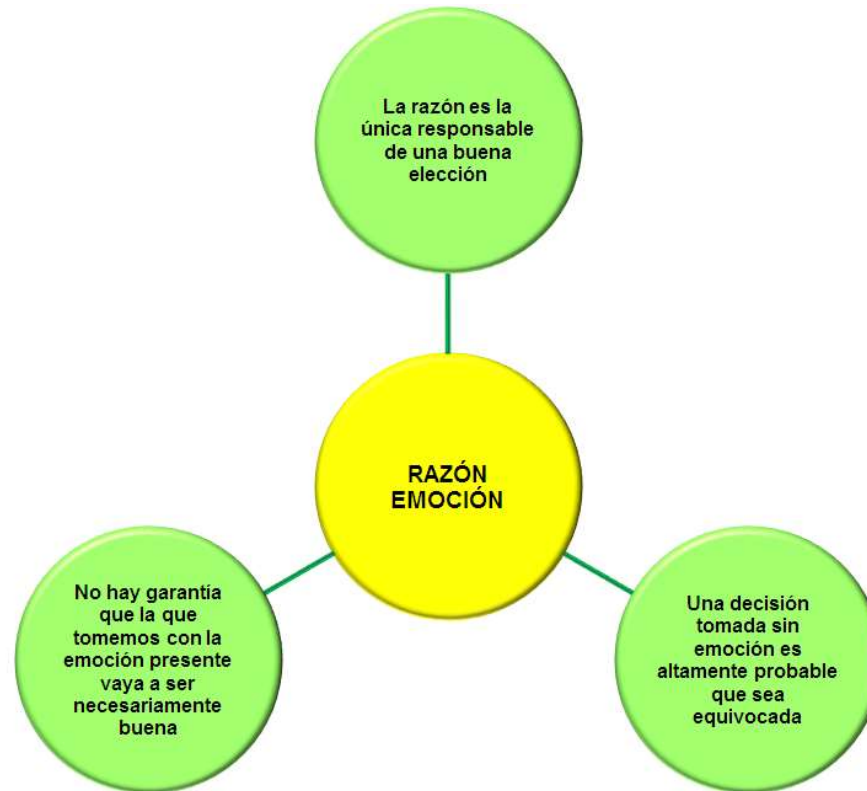 La razón es la
única responsable
de una buena
elección
RAZÓN
EMOCIÓN
No hay garantía
que la que
tomemos con la
emoción presente
vaya a ser
necesariamente
buena
Una decisión
tomada sin
emoción es
altamente probable
que sea
equivocada